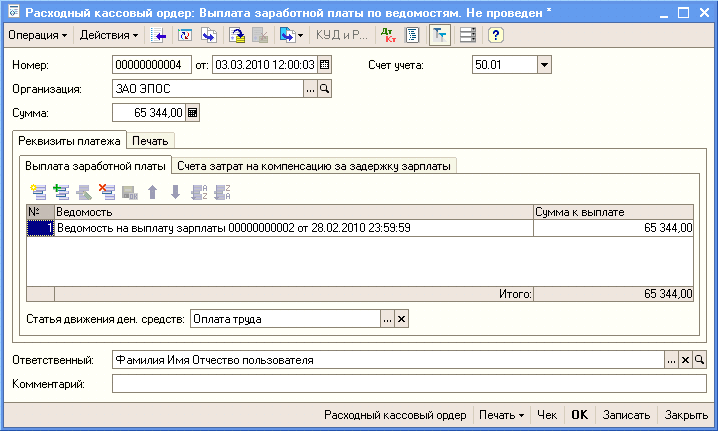 Расходный кассовый ордер: Выплата заработной платы по ведомостям. Не проведен *
Операция Действия КУД и Р... Дт Кт Тт ?
Номер: 00000000004 от: 03.03.2010 12:00:03 Счет учета: 50.01
Организация: ЗАО ЭПОС ...
Сумма: 65 344,00
Реквизиты платежа Печать
Выплата заработной платы Счета затрат на компенсацию за задержку зарплаты
№ Ведомость Сумма к выплате
1 Ведомость на выплату зарплаты 00000000002 от 28.02.2010 23:59:59 65 344,00
Итого: 65 344,00
Статья движения ден. средств: Оплата труда ... ×
Ответственный: Фамилия Имя Отчество пользователя ... ×
Комментарий:
Расходный кассовый ордер Печать Чек OK Записать Закрыть